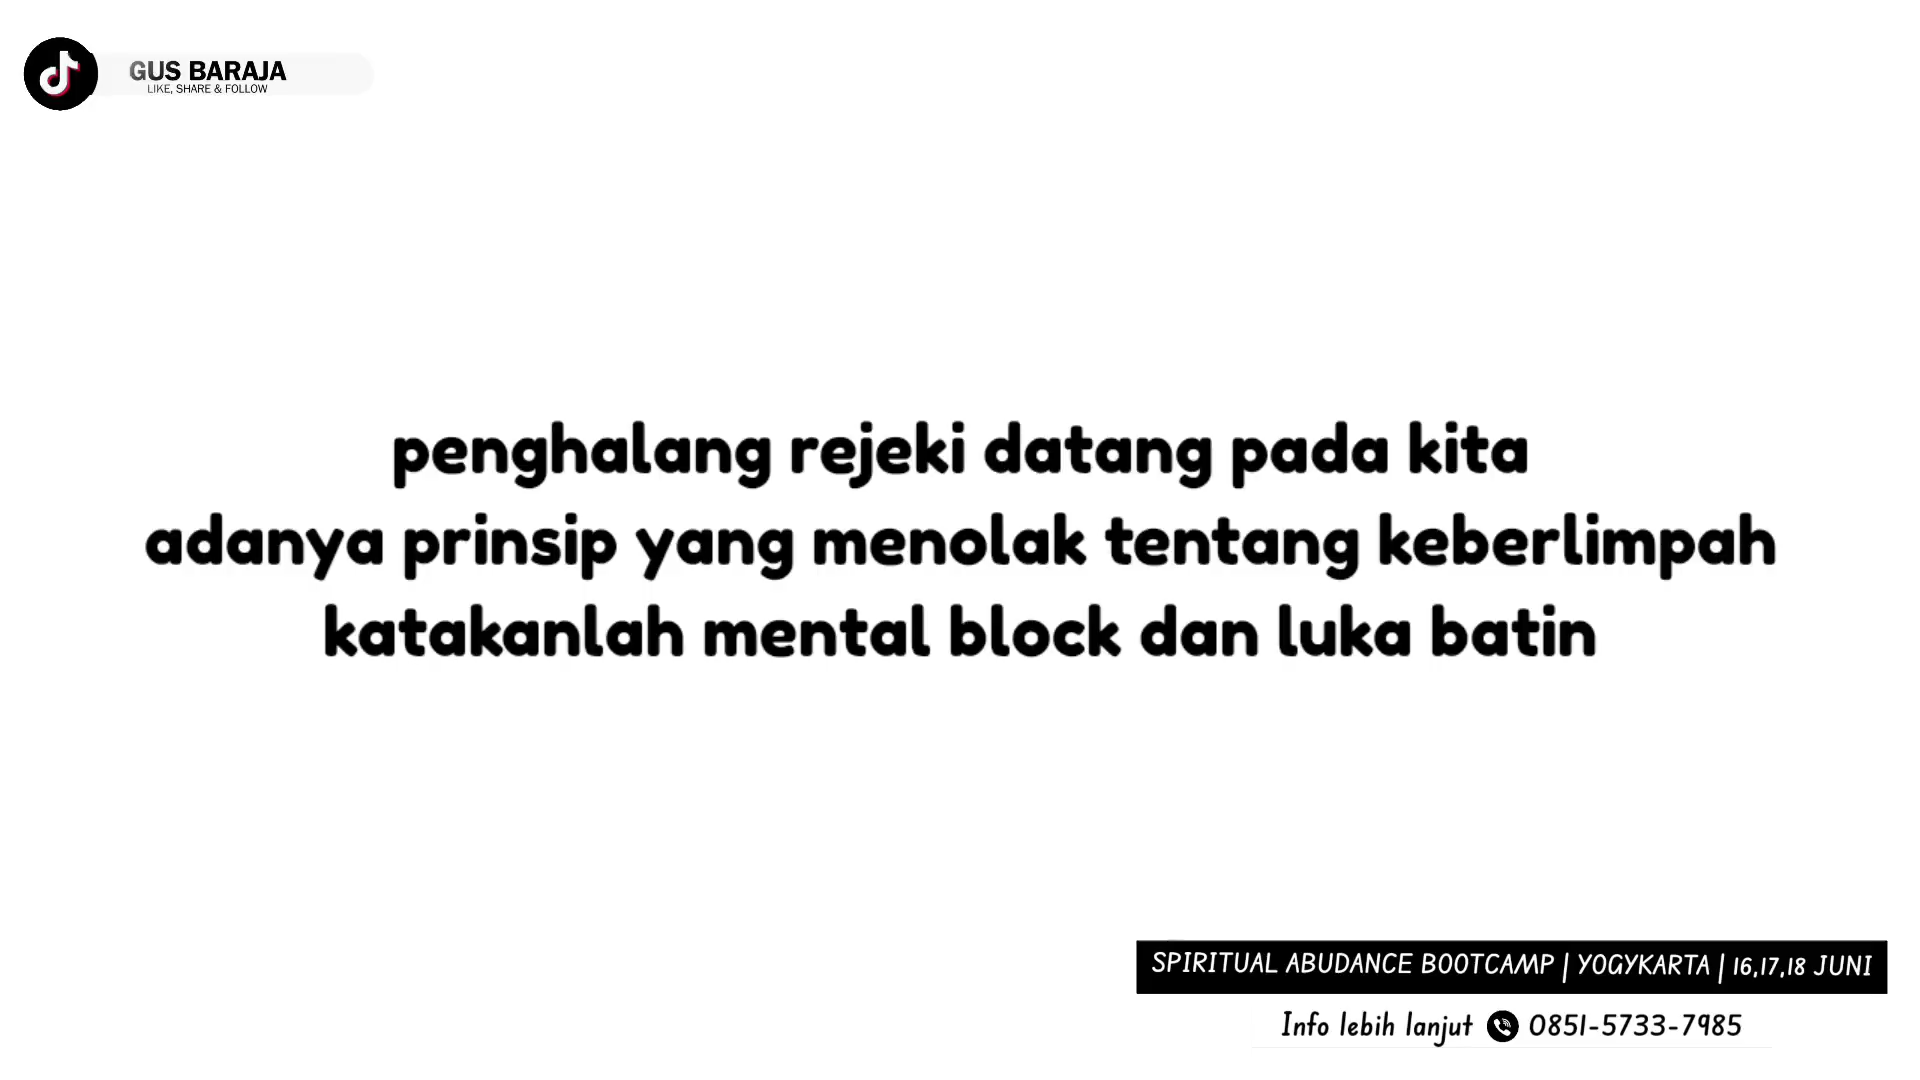 GUS BARAJA
LIKE, SHARE & FOLLOW
penghalang rejeki datang pada kita
adanya prinsip yang menolak tentang keberlimpah
katakanlah mental block dan luka batin
SPIRITUAL ABUDANCE BOOTCAMP | YOGYKARTA | 16,17,18 JUNI
Info lebih lanjut 0851-5733-7985